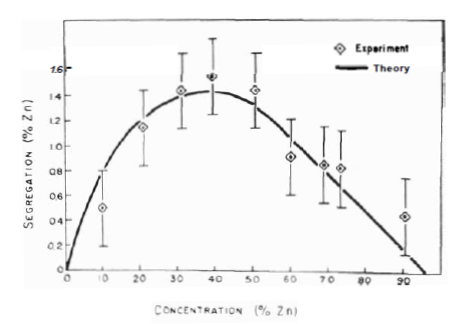 Experiment
Theory
1.6
1.4
1.2
1.0
0.8
0.6
0.4
0.2
0
0 10 20 30 40 50 60 70 80 90
SEGREGATION (% Zn)
CONCENTRATION (% Zn)